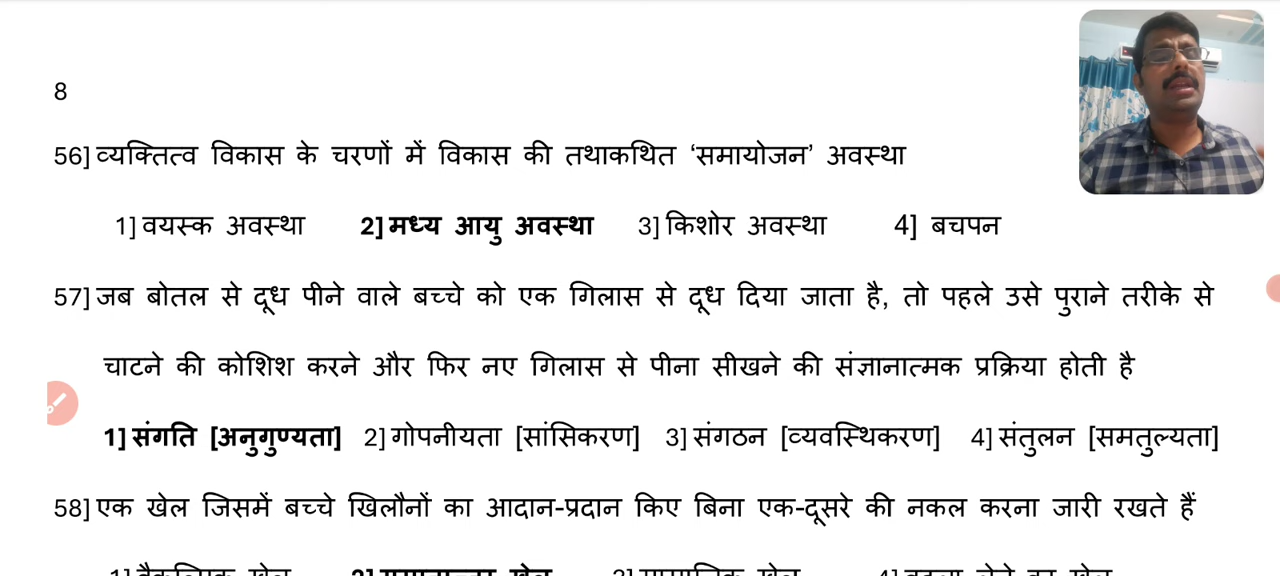 8
56] व्यक्तित्व विकास के चरणों में विकास की तथाकथित ‘समायोजन’ अवस्था
1] वयस्क अवस्था 2] मध्य आयु अवस्था 3] किशोर अवस्था 4] बचपन
57] जब बोतल से दूध पीने वाले बच्चे को एक गिलास से दूध दिया जाता है, तो पहले उसे पुराने तरीके से
चाटने की कोशिश करने और फिर नए गिलास से पीना सीखने की संज्ञानात्मक प्रक्रिया होती है
1] संगति [अनुगुण्यता] 2] गोपनीयता [सांसिकरण] 3] संगठन [व्यवस्थिकरण] 4] संतुलन [समतुल्यता]
58] एक खेल जिसमें बच्चे खिलौनों का आदान-प्रदान किए बिना एक-दूसरे की नकल करना जारी रखते हैं